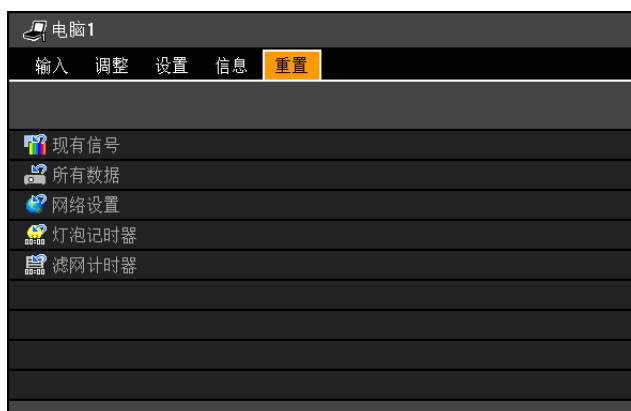 电脑1
输入 调整 设置 信息 重置
现有信号
所有数据
网络设置
灯泡记时器
滤网计时器